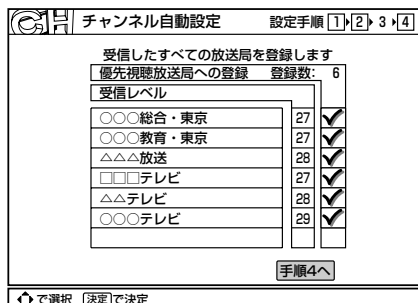 CH チャンネル自動設定 設定手順 1 2 3 4
受信したすべての放送局を登録します
優先視聴放送局への登録 登録数: 6
受信レベル
○○○総合・東京 27 ✓
○○○教育・東京 27 ✓
△△△放送 28 ✓
□□□テレビ 27 ✓
△△テレビ 28 ✓
○○○テレビ 29 ✓
手順4へ
で選択 決定で決定